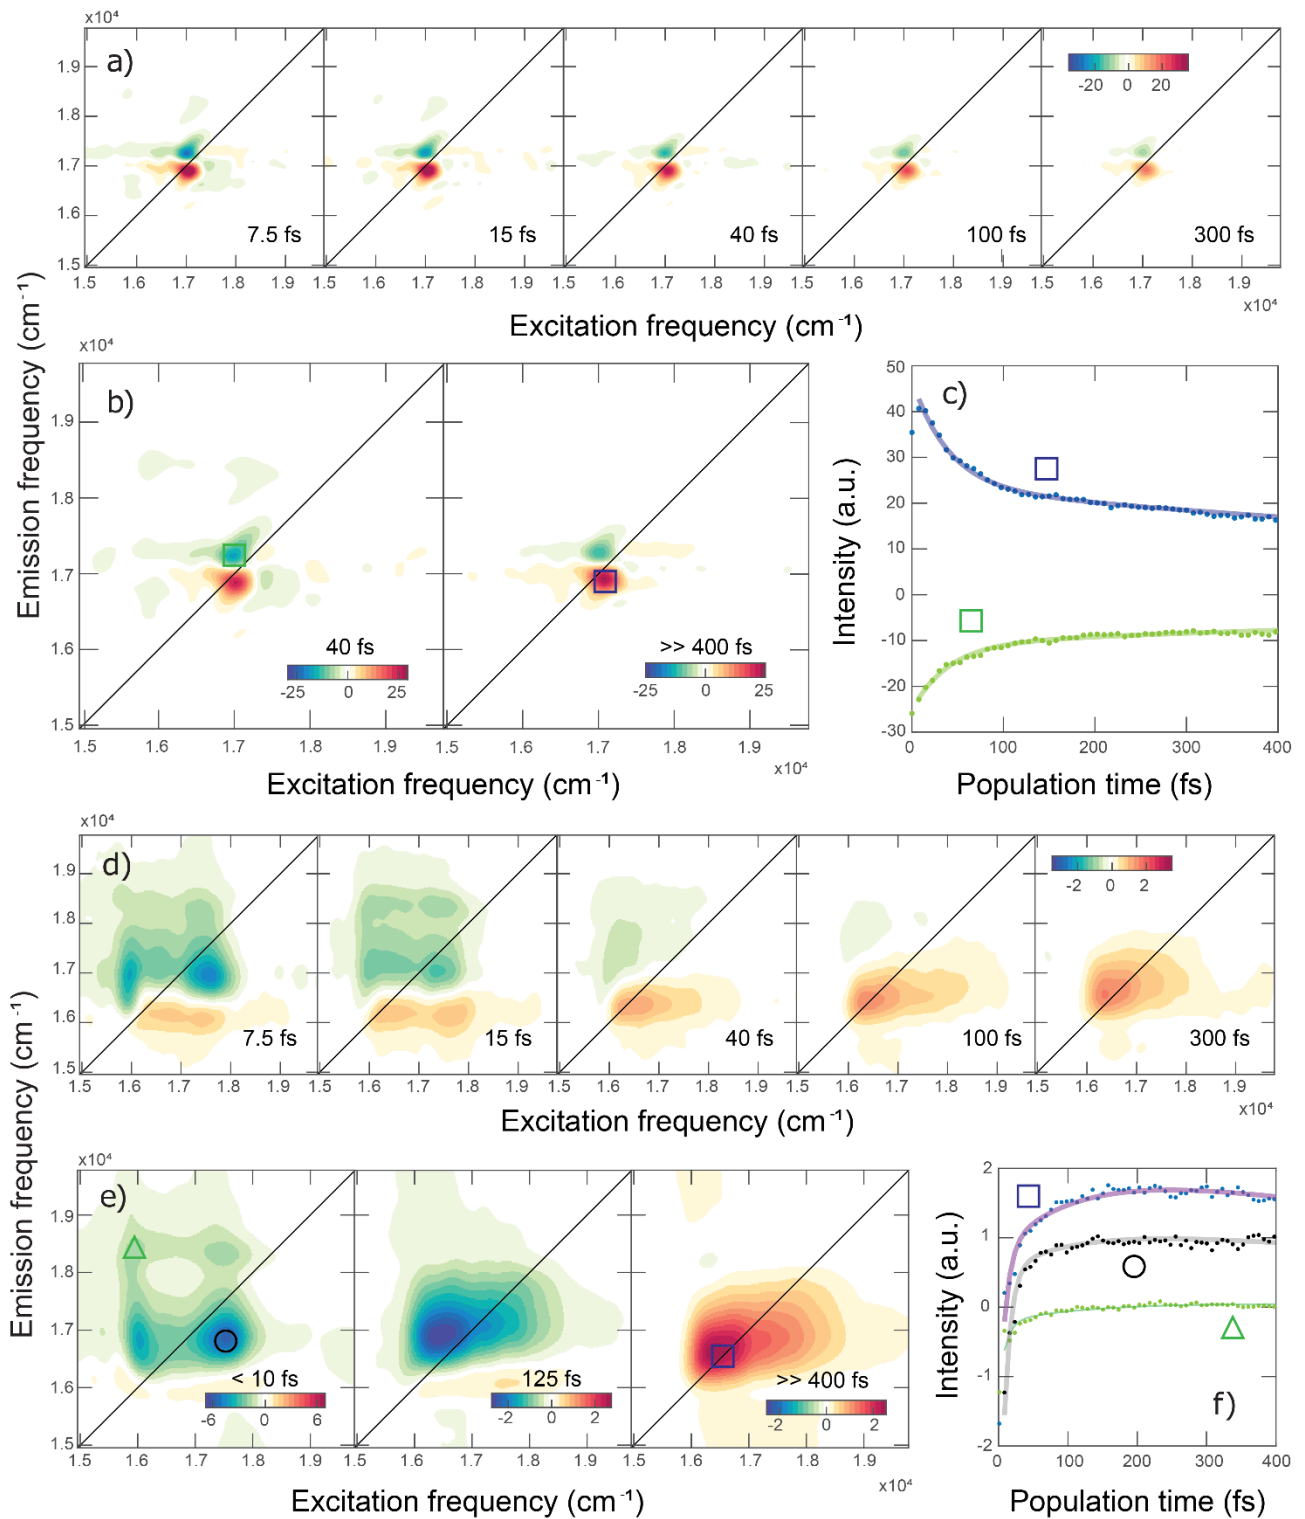 x10⁴
a)
1.9
1.8
1.7
1.6
1.5
-20 0 20
7.5 fs
15 fs
40 fs
100 fs
300 fs
1.5 1.6 1.7 1.8 1.9 1.5 1.6 1.7 1.8 1.9 1.5 1.6 1.7 1.8 1.9 1.5 1.6 1.7 1.8 1.9 1.5 1.6 1.7 1.8 1.9
x10⁴
Excitation frequency (cm⁻¹)
Emission frequency (cm⁻¹)
x10⁴
b)
1.9
1.8
1.7
1.6
1.5
40 fs
-25 0 25
>> 400 fs
-25 0 25
1.5 1.6 1.7 1.8 1.9 1.5 1.6 1.7 1.8 1.9
x10⁴
Excitation frequency (cm⁻¹)
c)
Intensity (a.u.)
50
40
30
20
10
0
-10
-20
-30
0 100 200 300 400
Population time (fs)
x10⁴
d)
1.9
1.8
1.7
1.6
1.5
-2 0 2
7.5 fs
15 fs
40 fs
100 fs
300 fs
1.5 1.6 1.7 1.8 1.9 1.5 1.6 1.7 1.8 1.9 1.5 1.6 1.7 1.8 1.9 1.5 1.6 1.7 1.8 1.9 1.5 1.6 1.7 1.8 1.9
x10⁴
Excitation frequency (cm⁻¹)
Emission frequency (cm⁻¹)
x10⁴
e)
1.9
1.8
1.7
1.6
1.5
< 10 fs
-6 0 6
125 fs
-2 0 2
>> 400 fs
-2 0 2
1.5 1.6 1.7 1.8 1.9 1.5 1.6 1.7 1.8 1.9 1.5 1.6 1.7 1.8 1.9
x10⁴
Excitation frequency (cm⁻¹)
f)
Intensity (a.u.)
2
1
0
-1
-2
0 100 200 300 400
Population time (fs)